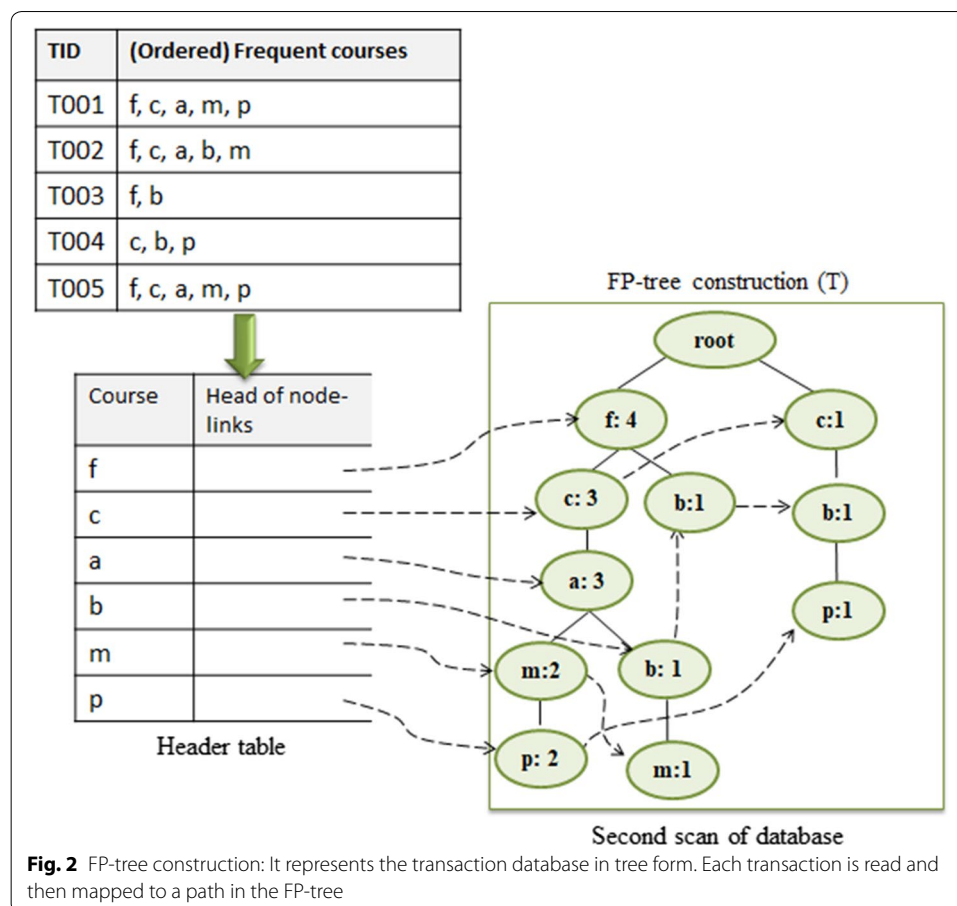 TID (Ordered) Frequent courses
T001 f, c, a, m, p
T002 f, c, a, b, m
T003 f, b
T004 c, b, p
T005 f, c, a, m, p
Course Head of node-
links
f
c
a
b
m
p
Header table
FP-tree construction (T)
root
f: 4 c:1
c: 3 b:1 b:1
a: 3 p:1
m:2 b: 1
p: 2 m:1
Second scan of database
Fig. 2 FP-tree construction: It represents the transaction database in tree form. Each transaction is read and
then mapped to a path in the FP-tree